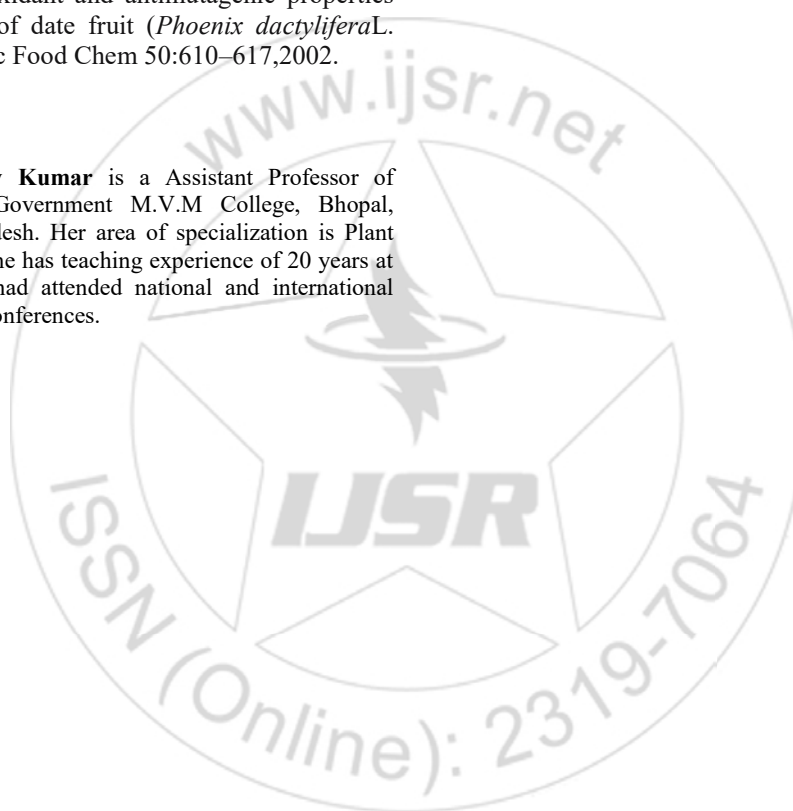 xidant and antimutagenic properties
of date fruit (Phoenix dactyliferaL.
c Food Chem 50:610–617,2002.
www.ijsr.net
Kumar is a Assistant Professor of
Government M.V.M College, Bhopal,
desh. Her area of specialization is Plant
he has teaching experience of 20 years at
had attended national and international
onferences.
IJSR
ISSN (Online): 2319-7064